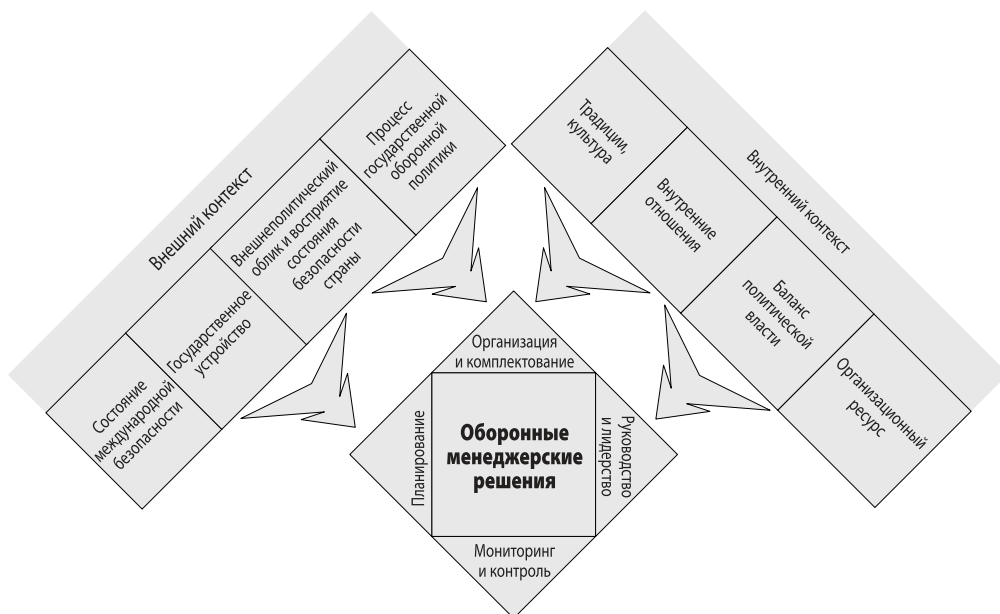 Внешний контекст
Состояние
международной
безопасности
Государственное
устройство
Внешнеполитический
облик и восприятие
состояния
безопасности
страны
Процесс
государственной
оборонной
политики
Внутренний контекст
Традиции,
культура
Внутренние
отношения
Баланс
политической
власти
Организационный
ресурс
Организация
и комплектование
Планирование
Оборонные
менеджерские
решения
Руководство
и лидерство
Мониторинг
и контроль